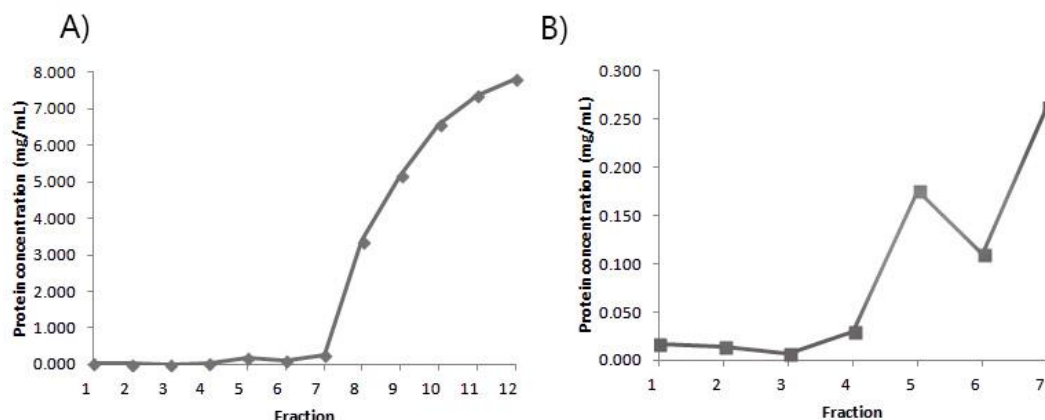 A)
Protein concentration (mg/mL)
8.000
7.000
6.000
5.000
4.000
3.000
2.000
1.000
0.000
1 2 3 4 5 6 7 8 9 10 11 12
Fraction
B)
Protein concentration (mg/mL)
0.300
0.250
0.200
0.150
0.100
0.050
0.000
1 2 3 4 5 6 7
Fraction